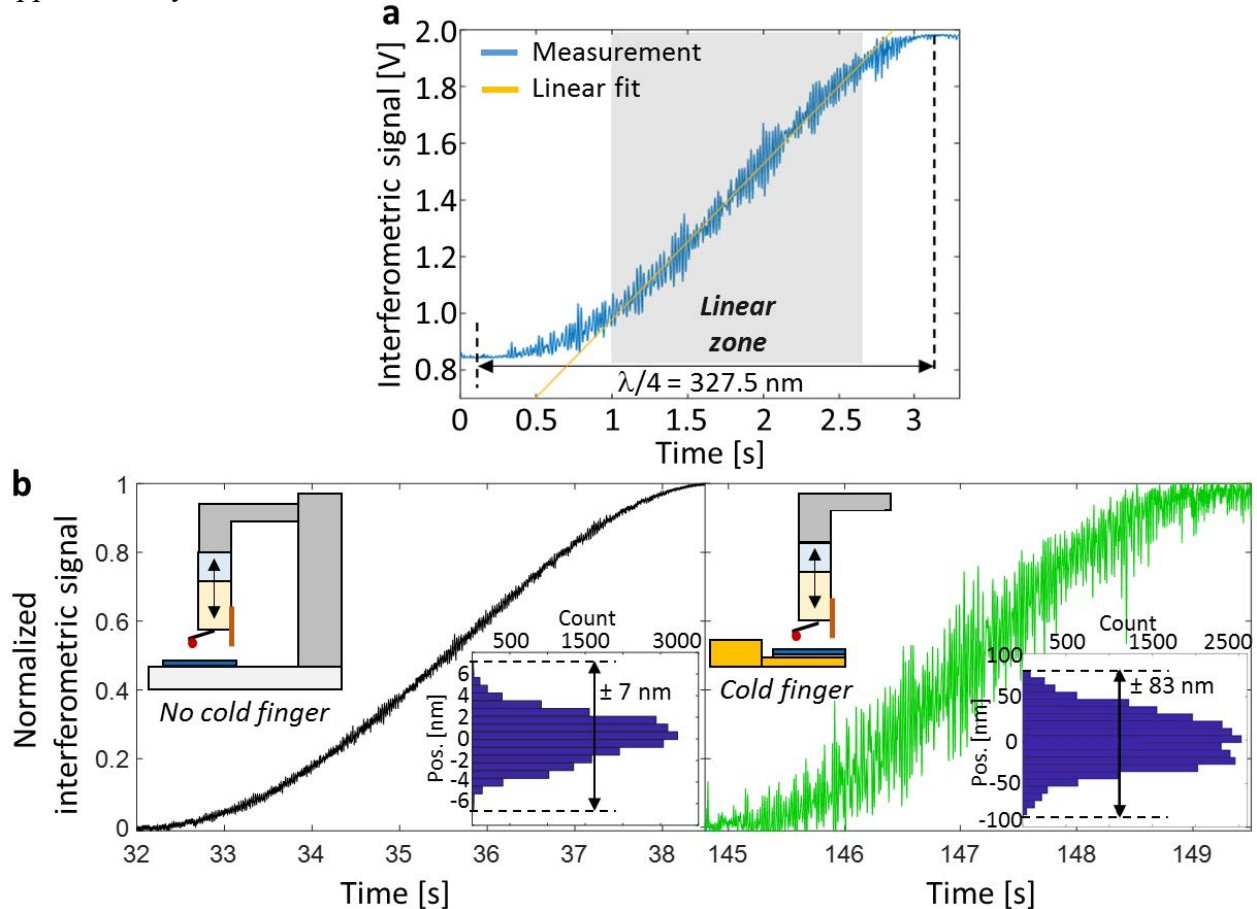 a
Interferometric signal [V]
2.0
1.8
1.6
1.4
1.2
1.0
0.8
Measurement
Linear fit
Linear
zone
λ/4 = 327.5 nm
0 0.5 1 1.5 2 2.5 3
Time [s]
b
Normalized
interferometric signal
1
0.8
0.6
0.4
0.2
0
No cold finger
Count
500 1500 3000
Pos. [nm]
6
4
2
0
-2
-4
-6
± 7 nm
32 33 34 35 36 37 38
Time [s]
Cold finger
Count
500 1500 2500
Pos. [nm]
100
50
0
-50
-100
± 83 nm
145 146 147 148 149
Time [s]